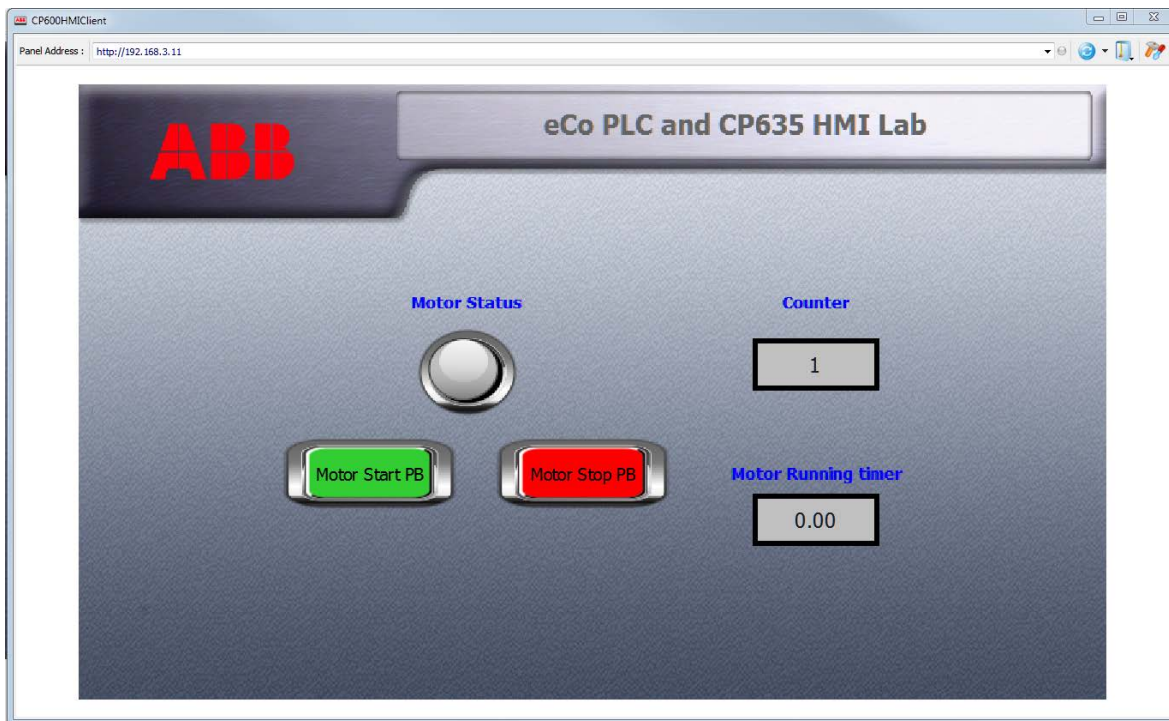 ABB CP600HMIClient
Panel Address : http://192.168.3.11
ABB
eCo PLC and CP635 HMI Lab
Motor Status
Counter
1
Motor Start PB
Motor Stop PB
Motor Running timer
0.00